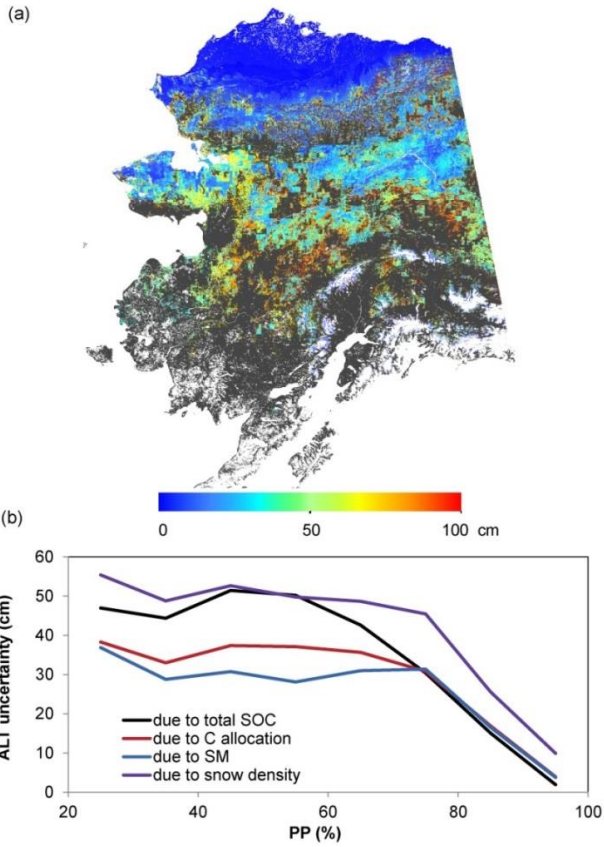 (a)
0 50 100 cm
(b)
60
50
40
30
20
10
0
ALT uncertainty (cm)
due to total SOC
due to C allocation
due to SM
due to snow density
20 40 60 80 100
PP (%)